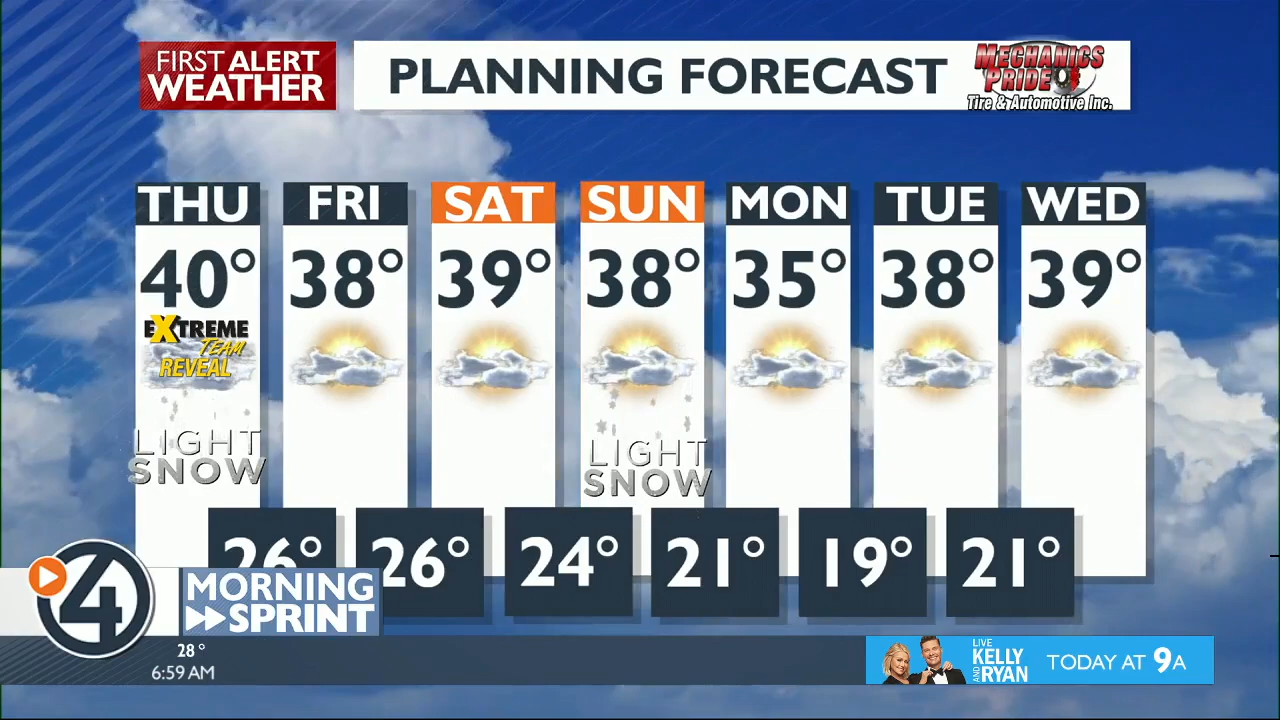 FIRST ALERT
WEATHER
PLANNING FORECAST
MECHANICS
PRIDE
Tire & Automotive Inc.
THU FRI SAT SUN MON TUE WED
40° 38° 39° 38° 35° 38° 39°
EXTREME
TEAM
REVEAL
LIGHT
SNOW
LIGHT
SNOW
26° 26° 24° 21° 19° 21°
4
MORNING
SPRINT
28°
6:59 AM
LIVE
KELLY
AND RYAN
TODAY AT 9A